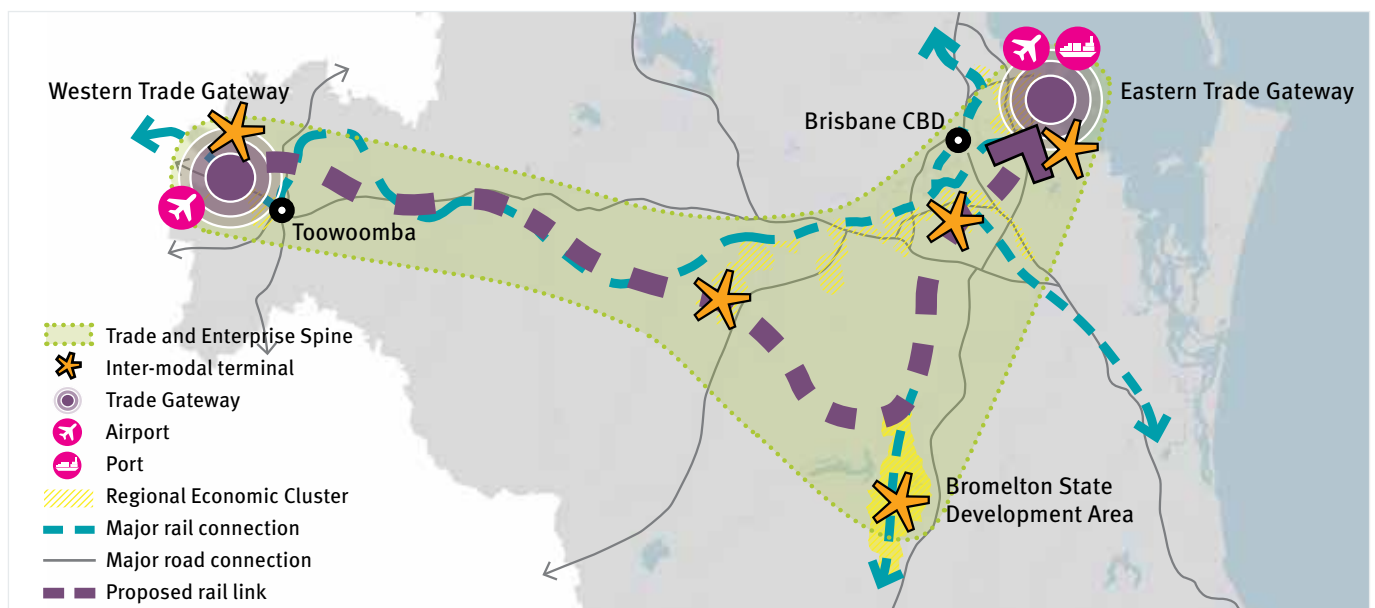 Western Trade Gateway
Eastern Trade Gateway
Brisbane CBD
Toowoomba
Trade and Enterprise Spine
Inter-modal terminal
Trade Gateway
Airport
Port
Regional Economic Cluster
Major rail connection
Major road connection
Proposed rail link
Bromelton State
Development Area